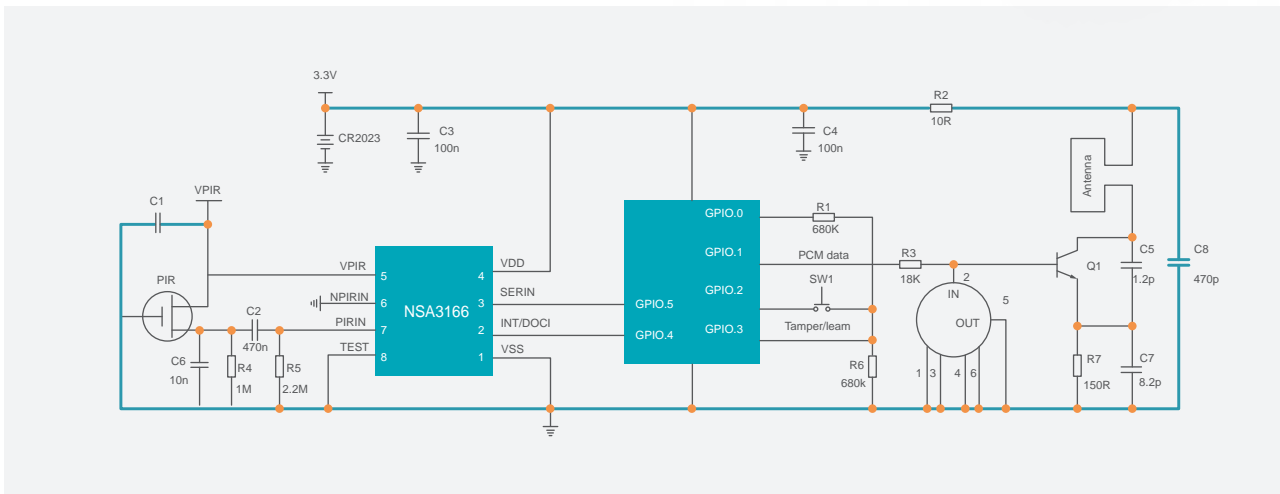 3.3V
R2
10R
CR2023
C3
100n
C4
100n
Antenna
VPIR
C1
GPIO.0
R1
680K
GPIO.1
PCM data
R3
18K
Q1
C5
1.2p
C8
470p
PIR
VPIR
5
4
VDD
NPIRIN
6
NSA3166
3
SERIN
GPIO.5
GPIO.2
SW1
2
IN
5
C2
470n
PIRIN
7
2
INT/DOCI
GPIO.4
GPIO.3
Tamper/leam
OUT
TEST
8
1
VSS
C6
10n
R4
1M
R5
2.2M
R6
680k
1
3
4
6
R7
150R
C7
8.2p